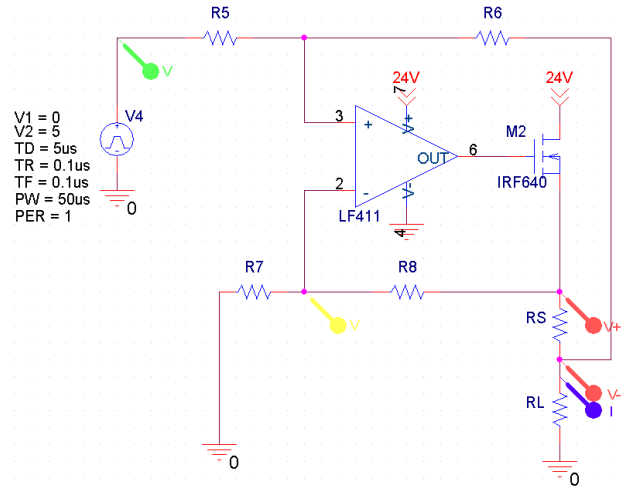 R5
R6
V
24V
24V
V4
V1 = 0
V2 = 5
TD = 5us
TR = 0.1us
TF = 0.1us
PW = 50us
PER = 1
0
3
+
7
V+
OUT
6
2
-
V-
4
LF411
M2
IRF640
R7
R8
V
RS
V+
V-
I
RL
0
0